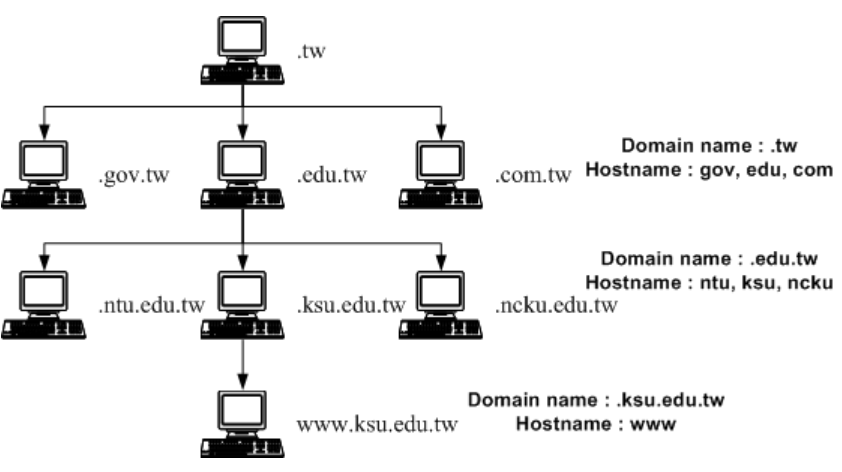 .tw
.gov.tw
.edu.tw
.com.tw
Domain name : .tw
Hostname : gov, edu, com
.ntu.edu.tw
.ksu.edu.tw
.ncku.edu.tw
Domain name : .edu.tw
Hostname : ntu, ksu, ncku
www.ksu.edu.tw
Domain name : .ksu.edu.tw
Hostname : www